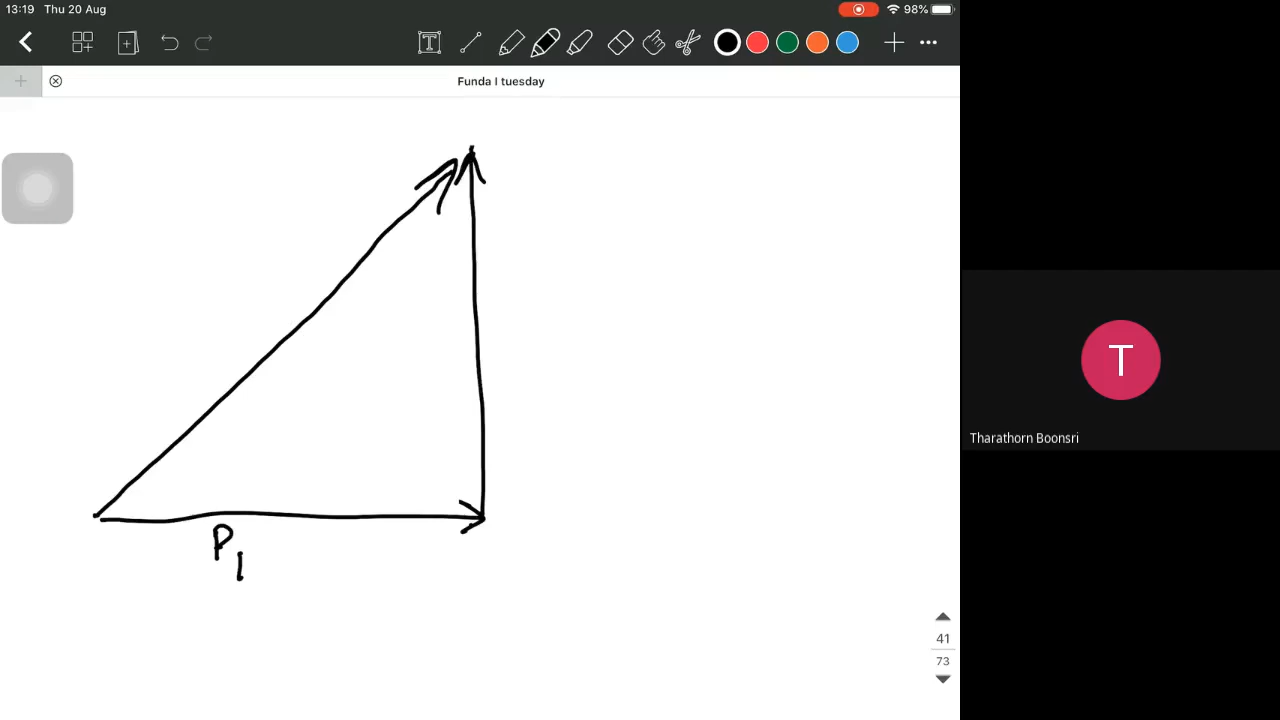 13:19 Thu 20 Aug
98%
T
Funda I tuesday
P1
T
Tharathorn Boonsri
41
73